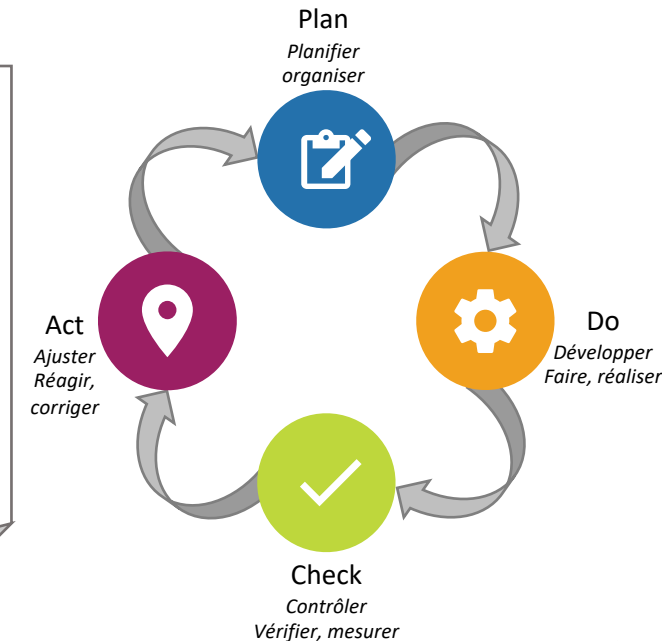 Plan
Planifier
organiser
Do
Développer
Faire, réaliser
Check
Contrôler
Vérifier, mesurer
Act
Ajuster
Réagir,
corriger